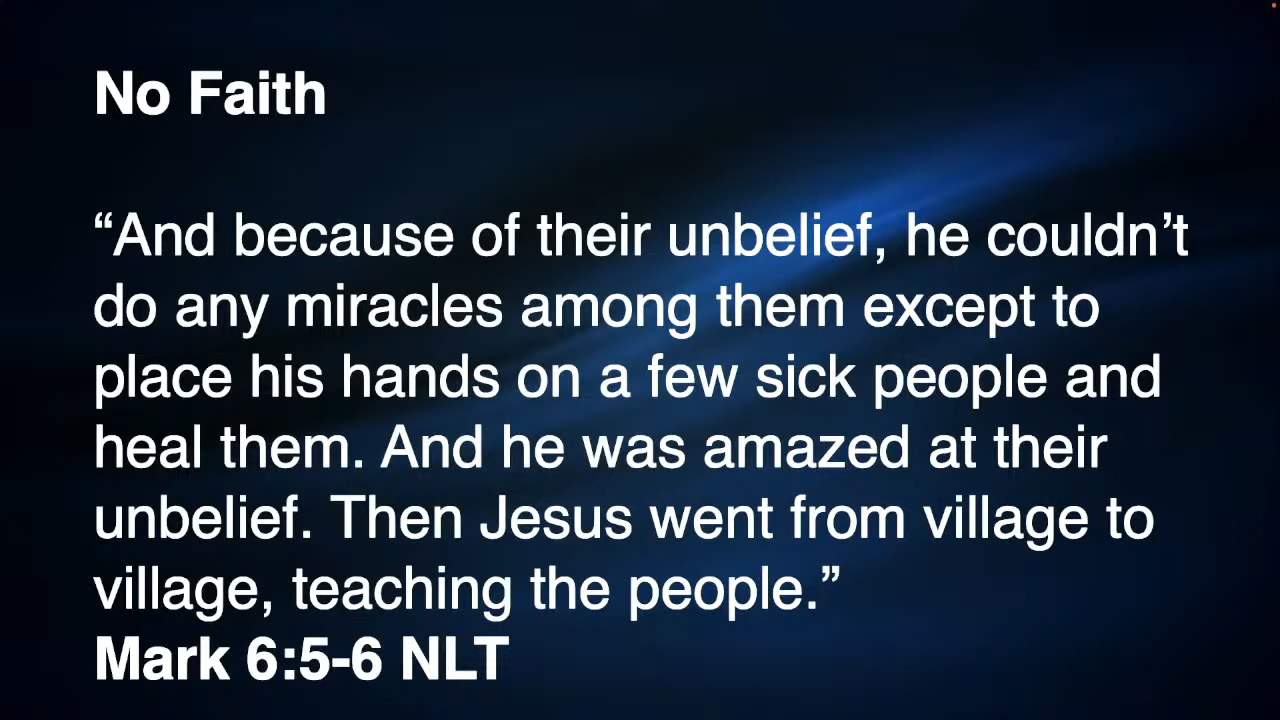 No Faith
“And because of their unbelief, he couldn’t
do any miracles among them except to
place his hands on a few sick people and
heal them. And he was amazed at their
unbelief. Then Jesus went from village to
village, teaching the people.”
Mark 6:5-6 NLT